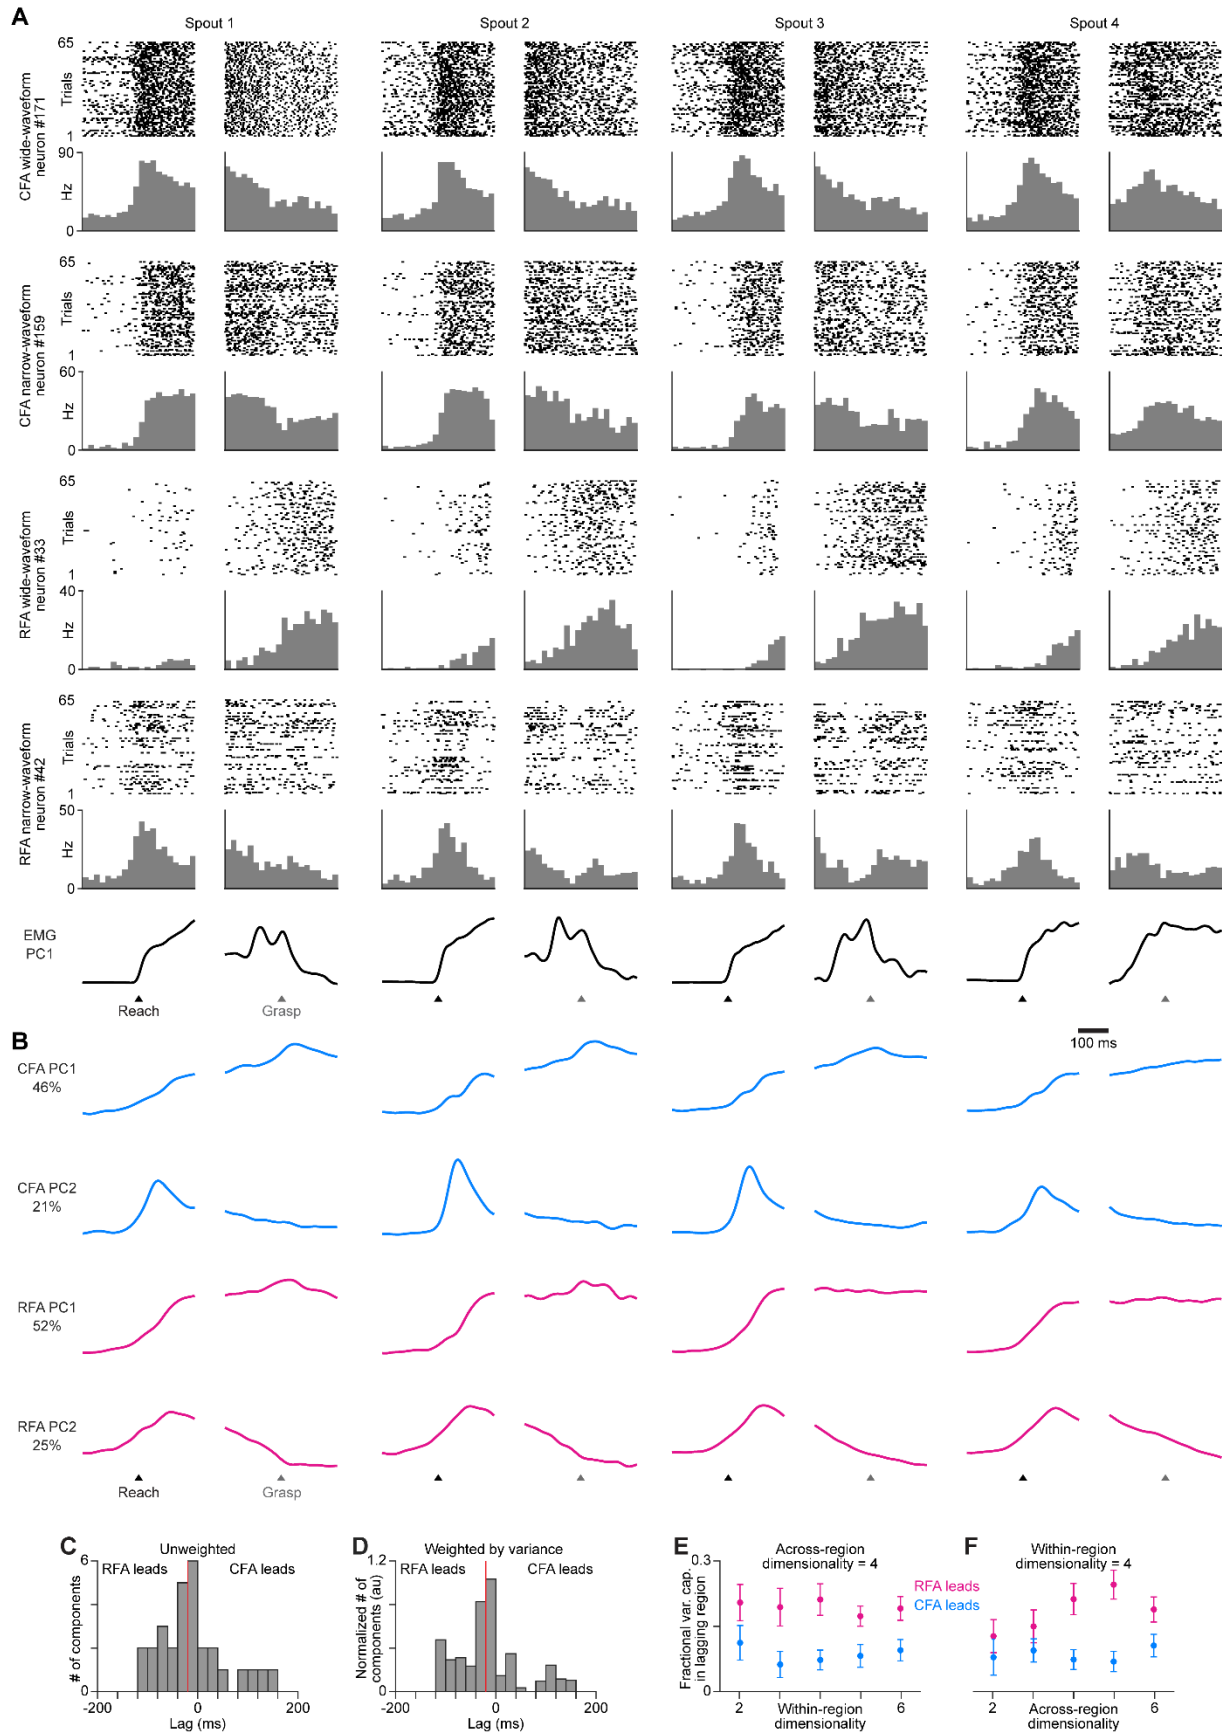 A
Spout 1
Spout 2
Spout 3
Spout 4
CFA wide-waveform
neuron #171
65
Trials
1
90
Hz
0
CFA narrow-waveform
neuron #159
65
Trials
1
60
Hz
0
RFA wide-waveform
neuron #33
65
Trials
1
40
Hz
0
RFA narrow-waveform
neuron #42
65
Trials
1
50
Hz
0
EMG
PC1
Reach
Grasp
100 ms
B
CFA PC1
46%
CFA PC2
21%
RFA PC1
52%
RFA PC2
25%
Reach
Grasp
C
Unweighted
RFA leads
CFA leads
6
# of components
0
-200
0
200
Lag (ms)
D
Weighted by variance
RFA leads
CFA leads
1.2
Normalized # of
components (au)
0
-200
0
200
Lag (ms)
E
Across-region
dimensionality = 4
0.3
Fractional var. cap.
in lagging region
0
2
6
Within-region
dimensionality
RFA leads
CFA leads
F
Within-region
dimensionality = 4
2
6
Across-region
dimensionality